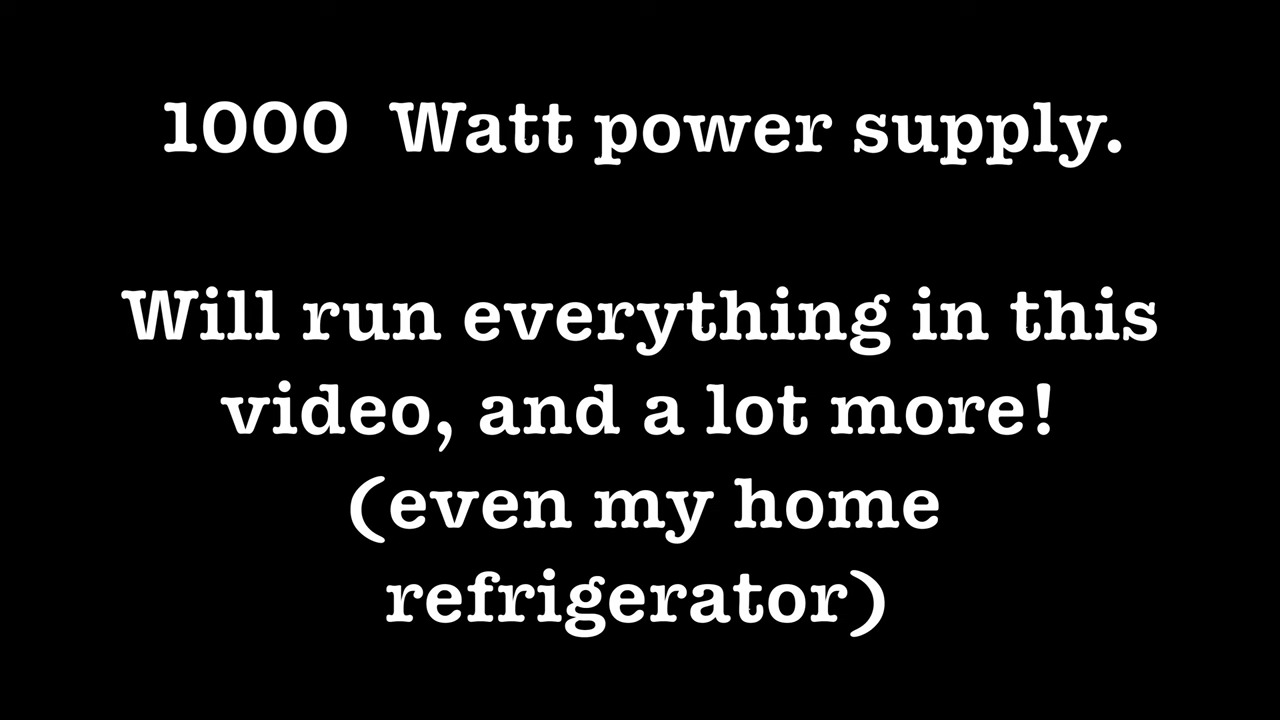 1000  Watt power supply.
Will run everything in this
video, and a lot more!
(even my home
refrigerator)